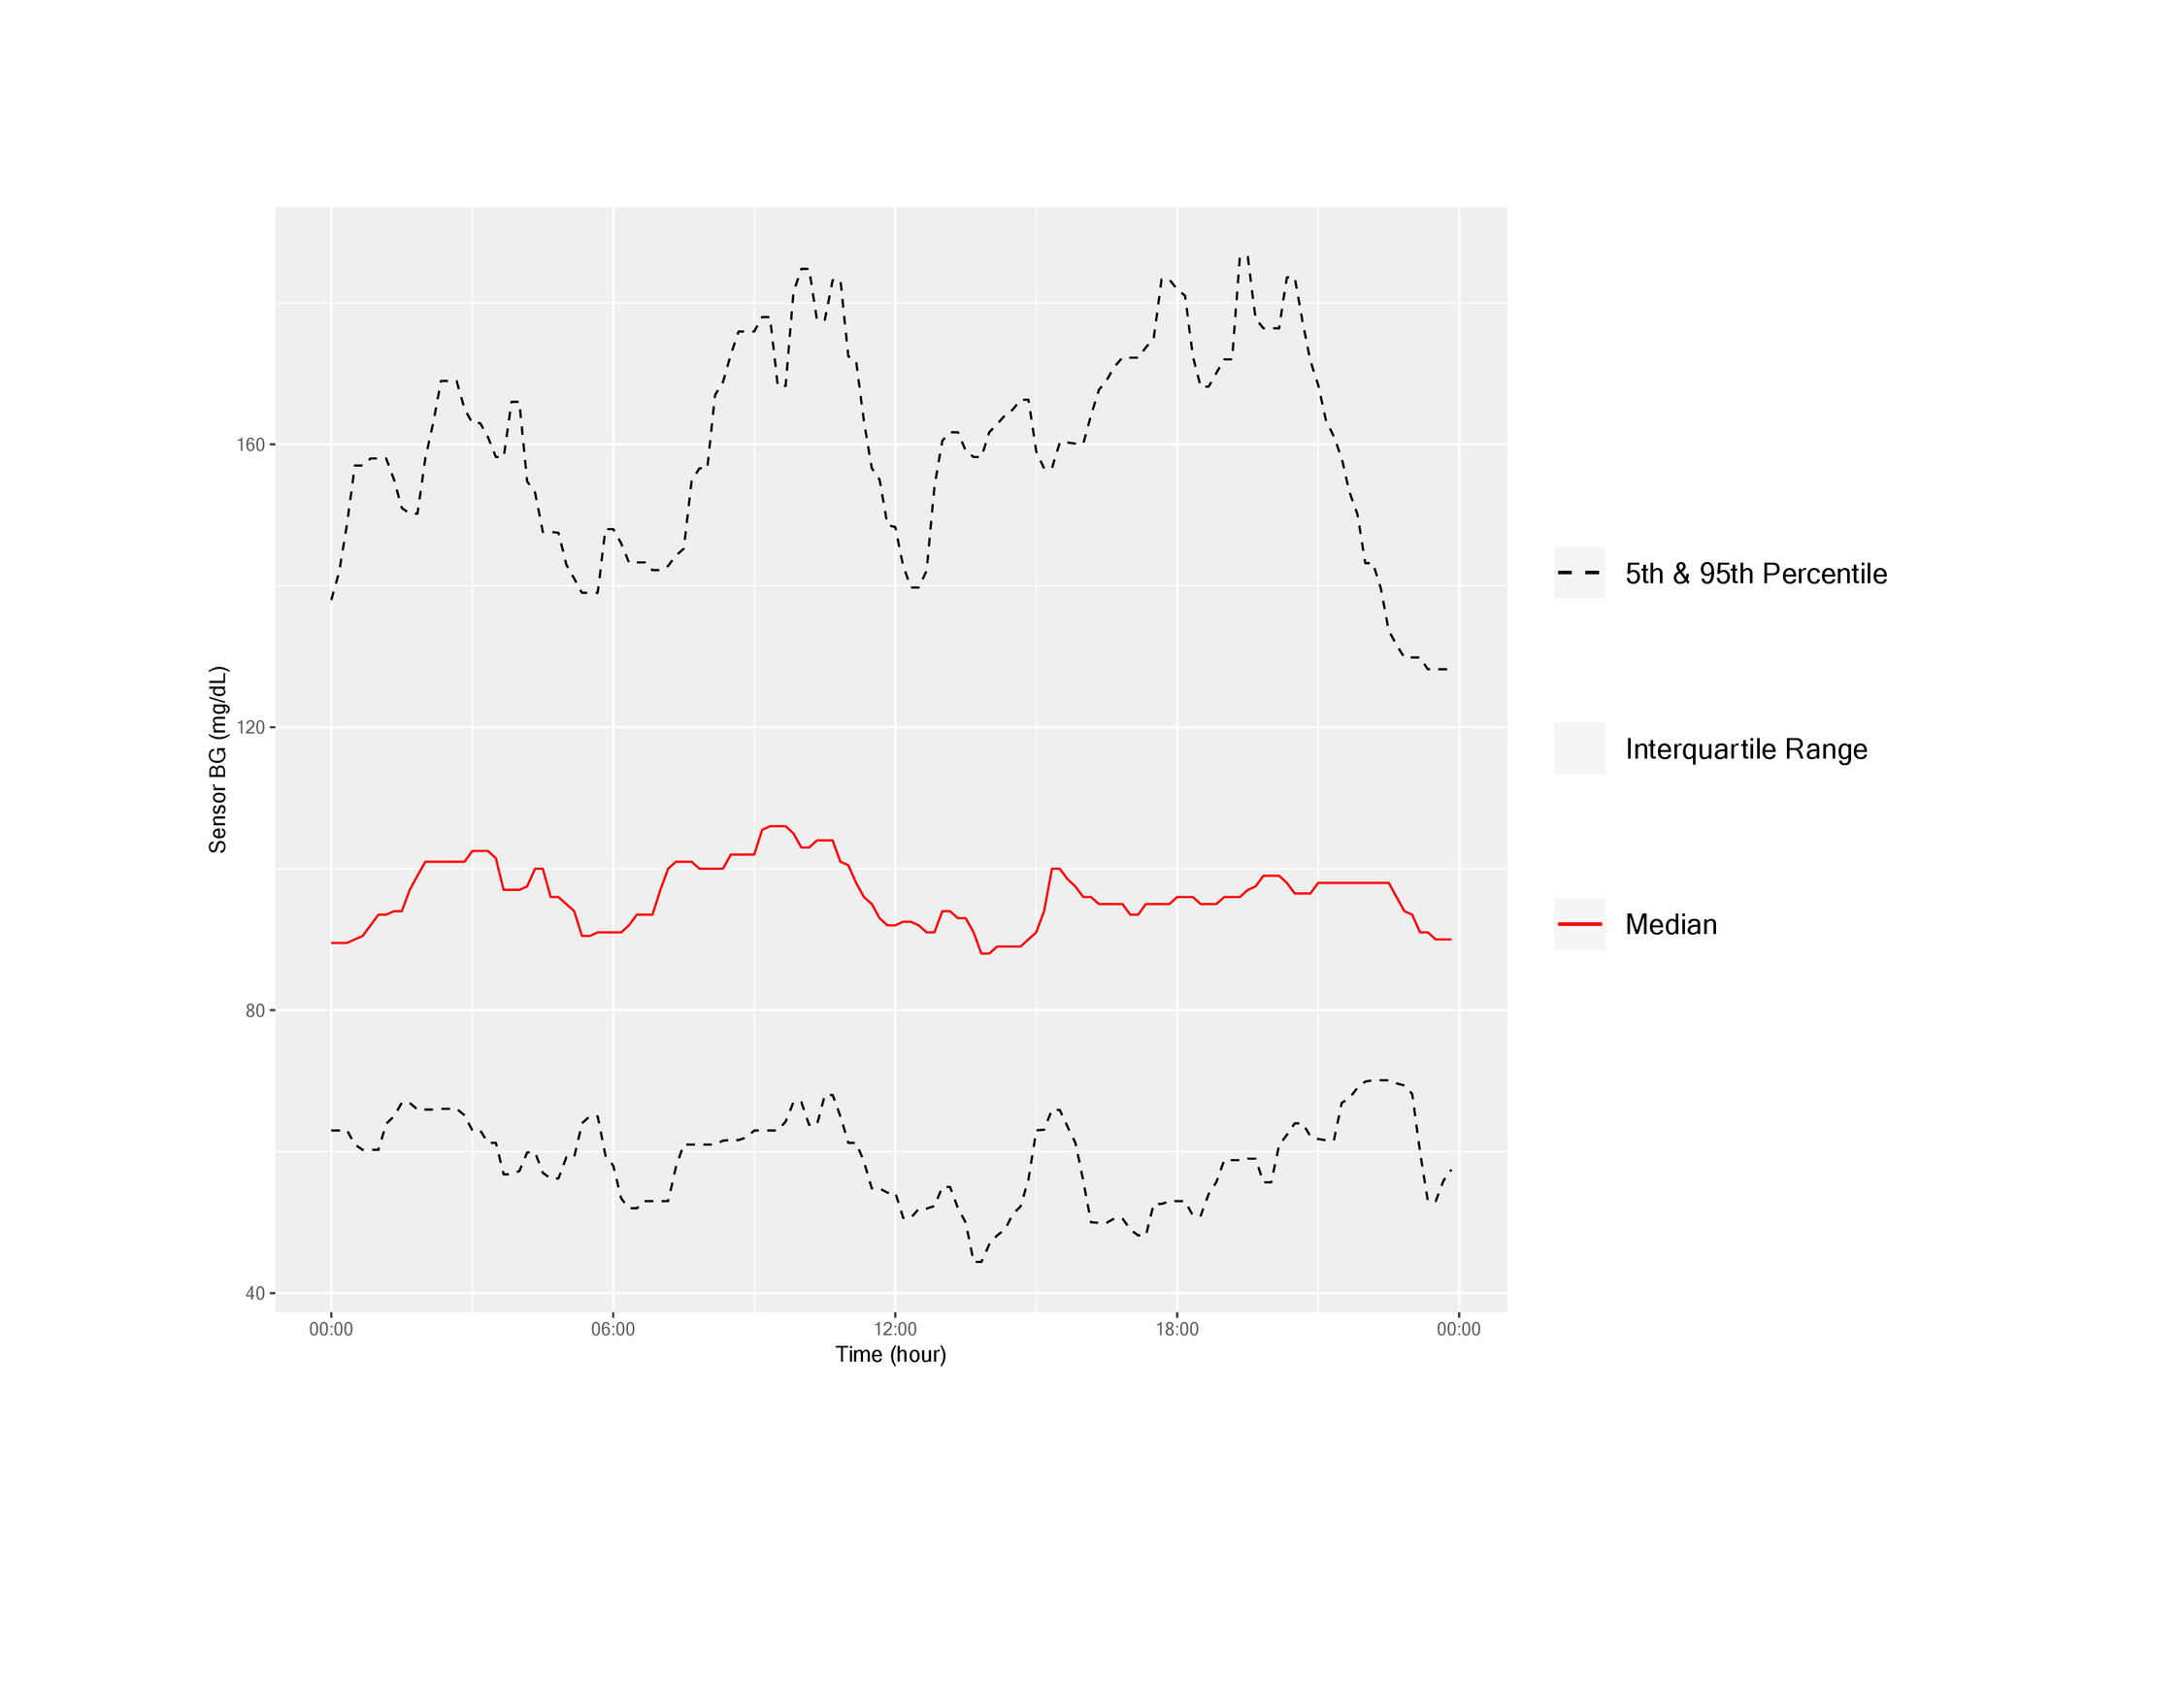 Sensor BG (mg/dL)
160
120
80
40
00:00
06:00
12:00
18:00
00:00
Time (hour)
5th & 95th Percentile
Interquartile Range
Median